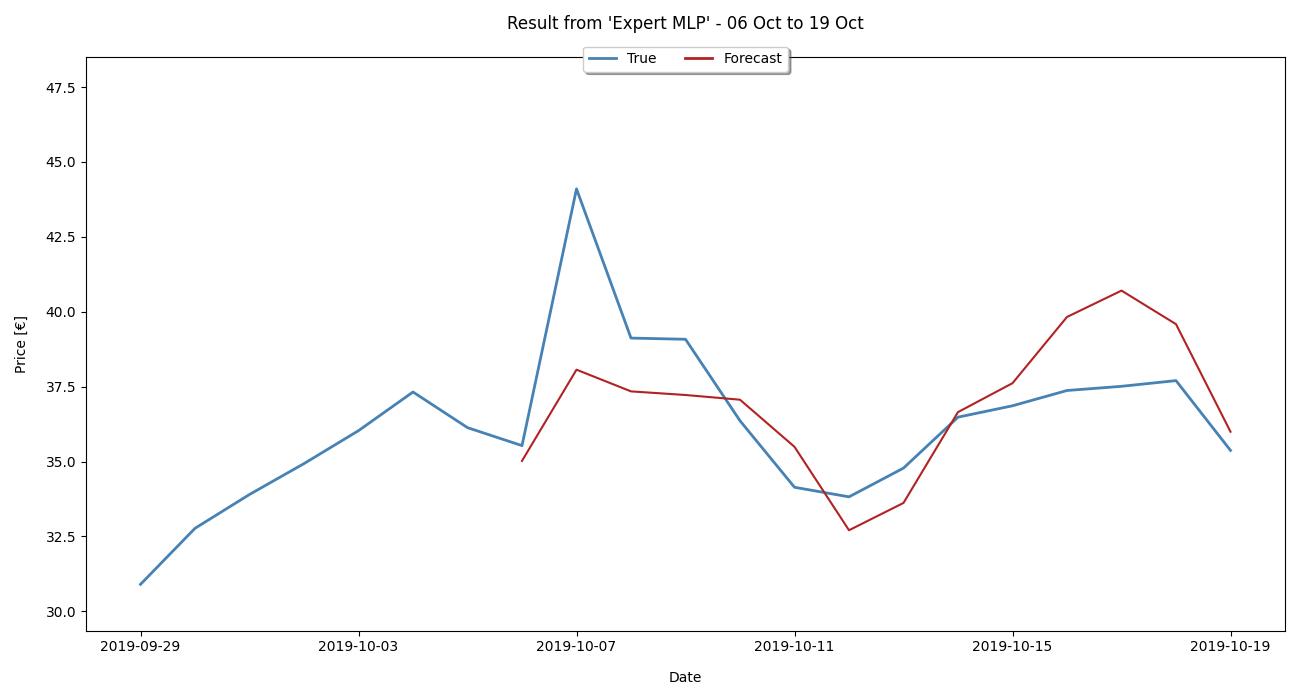 Result from 'Expert MLP' - 06 Oct to 19 Oct
True Forecast
47.5
45.0
42.5
40.0
37.5
35.0
32.5
30.0
Price [€]
2019-09-29 2019-10-03 2019-10-07 2019-10-11 2019-10-15 2019-10-19
Date